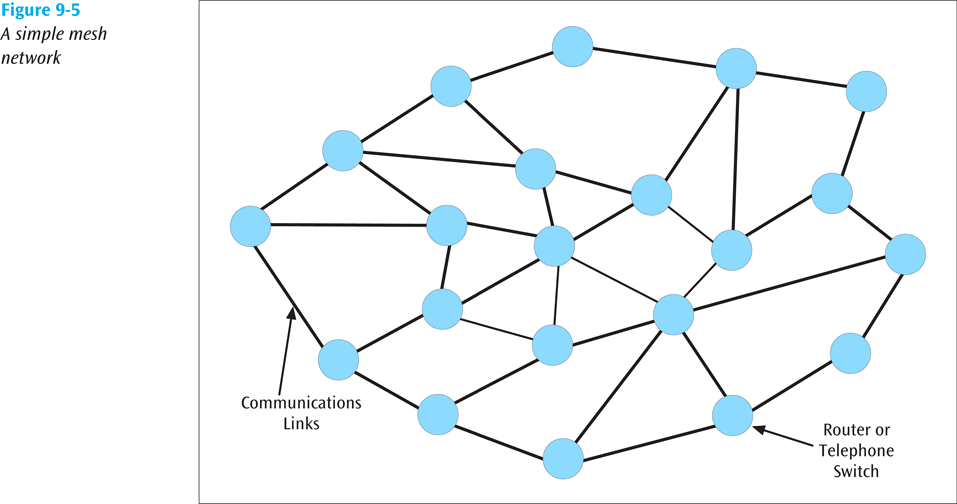 Figure 9-5
A simple mesh
network
Communications
Links
Router or
Telephone
Switch